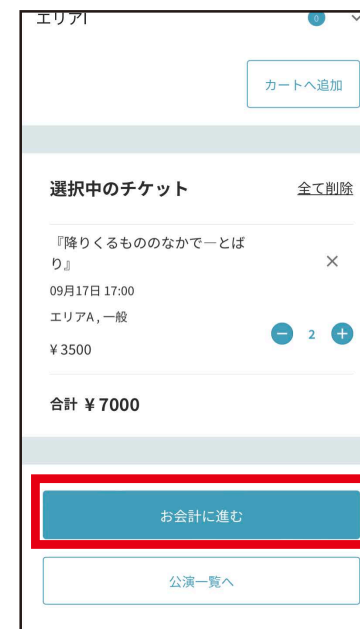 エリアI
0
カートへ追加
選択中のチケット 全て削除
『降りくるもののなかで―とば
り』
09月17日 17:00
エリアA , 一般
2
¥ 3500
合計 ¥ 7000
お会計に進む
公演一覧へ